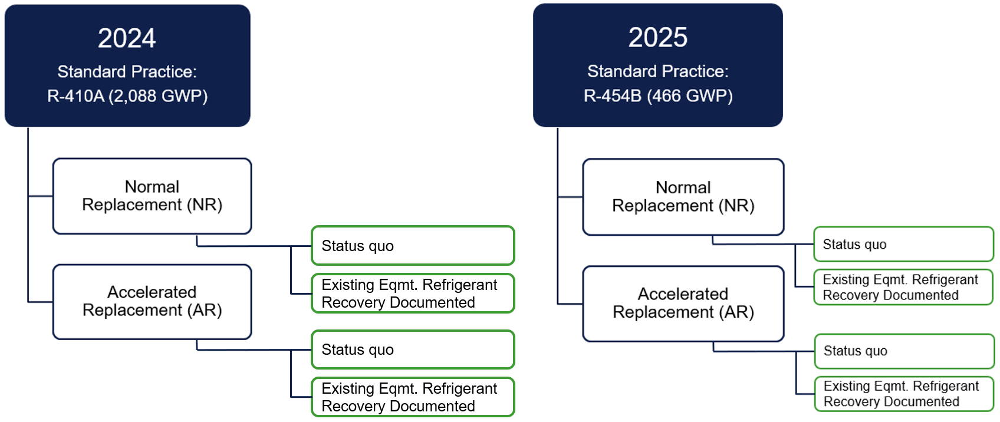 2024
Standard Practice:
R-410A (2,088 GWP)
Normal
Replacement (NR)
Status quo
Existing Eqmt. Refrigerant
Recovery Documented
Accelerated
Replacement (AR)
Status quo
Existing Eqmt. Refrigerant
Recovery Documented
2025
Standard Practice:
R-454B (466 GWP)
Normal
Replacement (NR)
Status quo
Existing Eqmt. Refrigerant
Recovery Documented
Accelerated
Replacement (AR)
Status quo
Existing Eqmt. Refrigerant
Recovery Documented